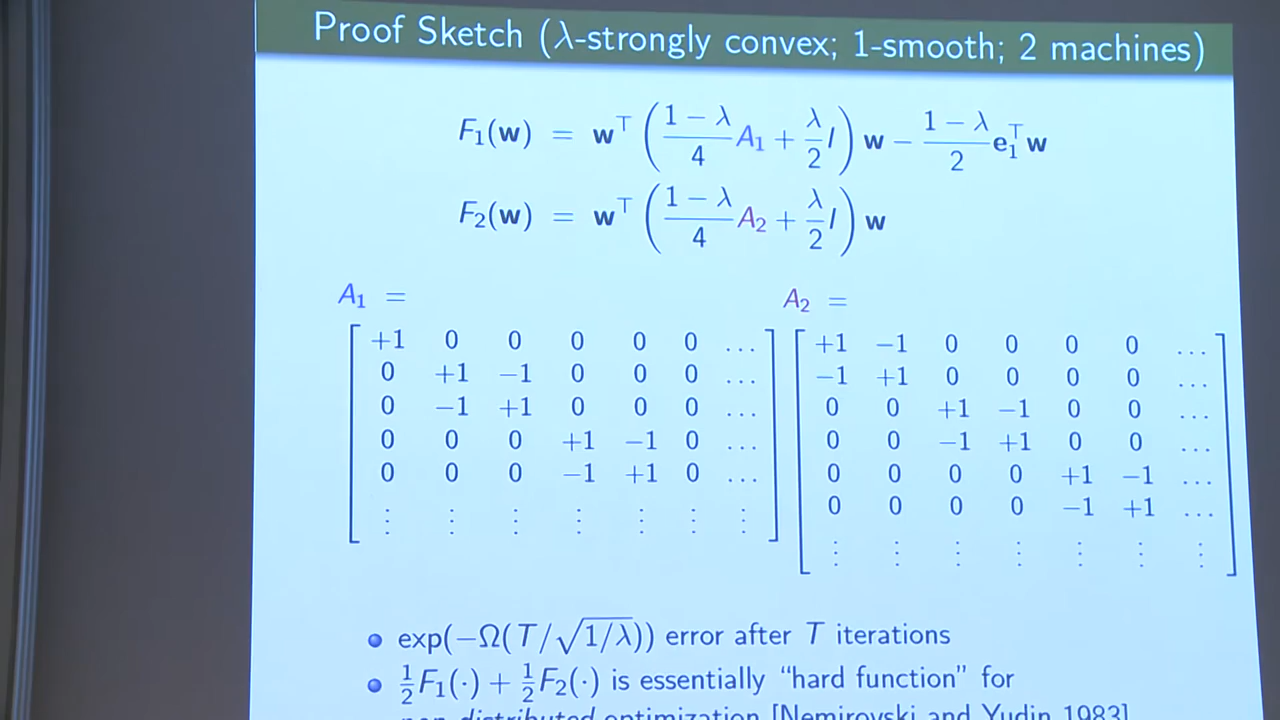 Proof Sketch (λ-strongly convex; 1-smooth; 2 machines)
F₁(w) = wᵀ ( (1 − λ)/4 A₁ + λ/2 I ) w − (1 − λ)/2 e₁ᵀ w
F₂(w) = wᵀ ( (1 − λ)/4 A₂ + λ/2 I ) w
A₁ =
+1 0 0 0 0 0 ...
0 +1 −1 0 0 0 ...
0 −1 +1 0 0 0 ...
0 0 0 +1 −1 0 ...
0 0 0 −1 +1 0 ...
⋮ ⋮ ⋮ ⋮ ⋮ ⋮ ⋮
A₂ =
+1 −1 0 0 0 0 ...
−1 +1 0 0 0 0 ...
0 0 +1 −1 0 0 ...
0 0 −1 +1 0 0 ...
0 0 0 0 +1 −1 ...
0 0 0 0 −1 +1 ...
⋮ ⋮ ⋮ ⋮ ⋮ ⋮ ⋮
exp(−Ω(T/√(1/λ))) error after T iterations
½F₁(·) + ½F₂(·) is essentially “hard function” for
non-distributed optimization [Nemirovski and Yudin 1983]